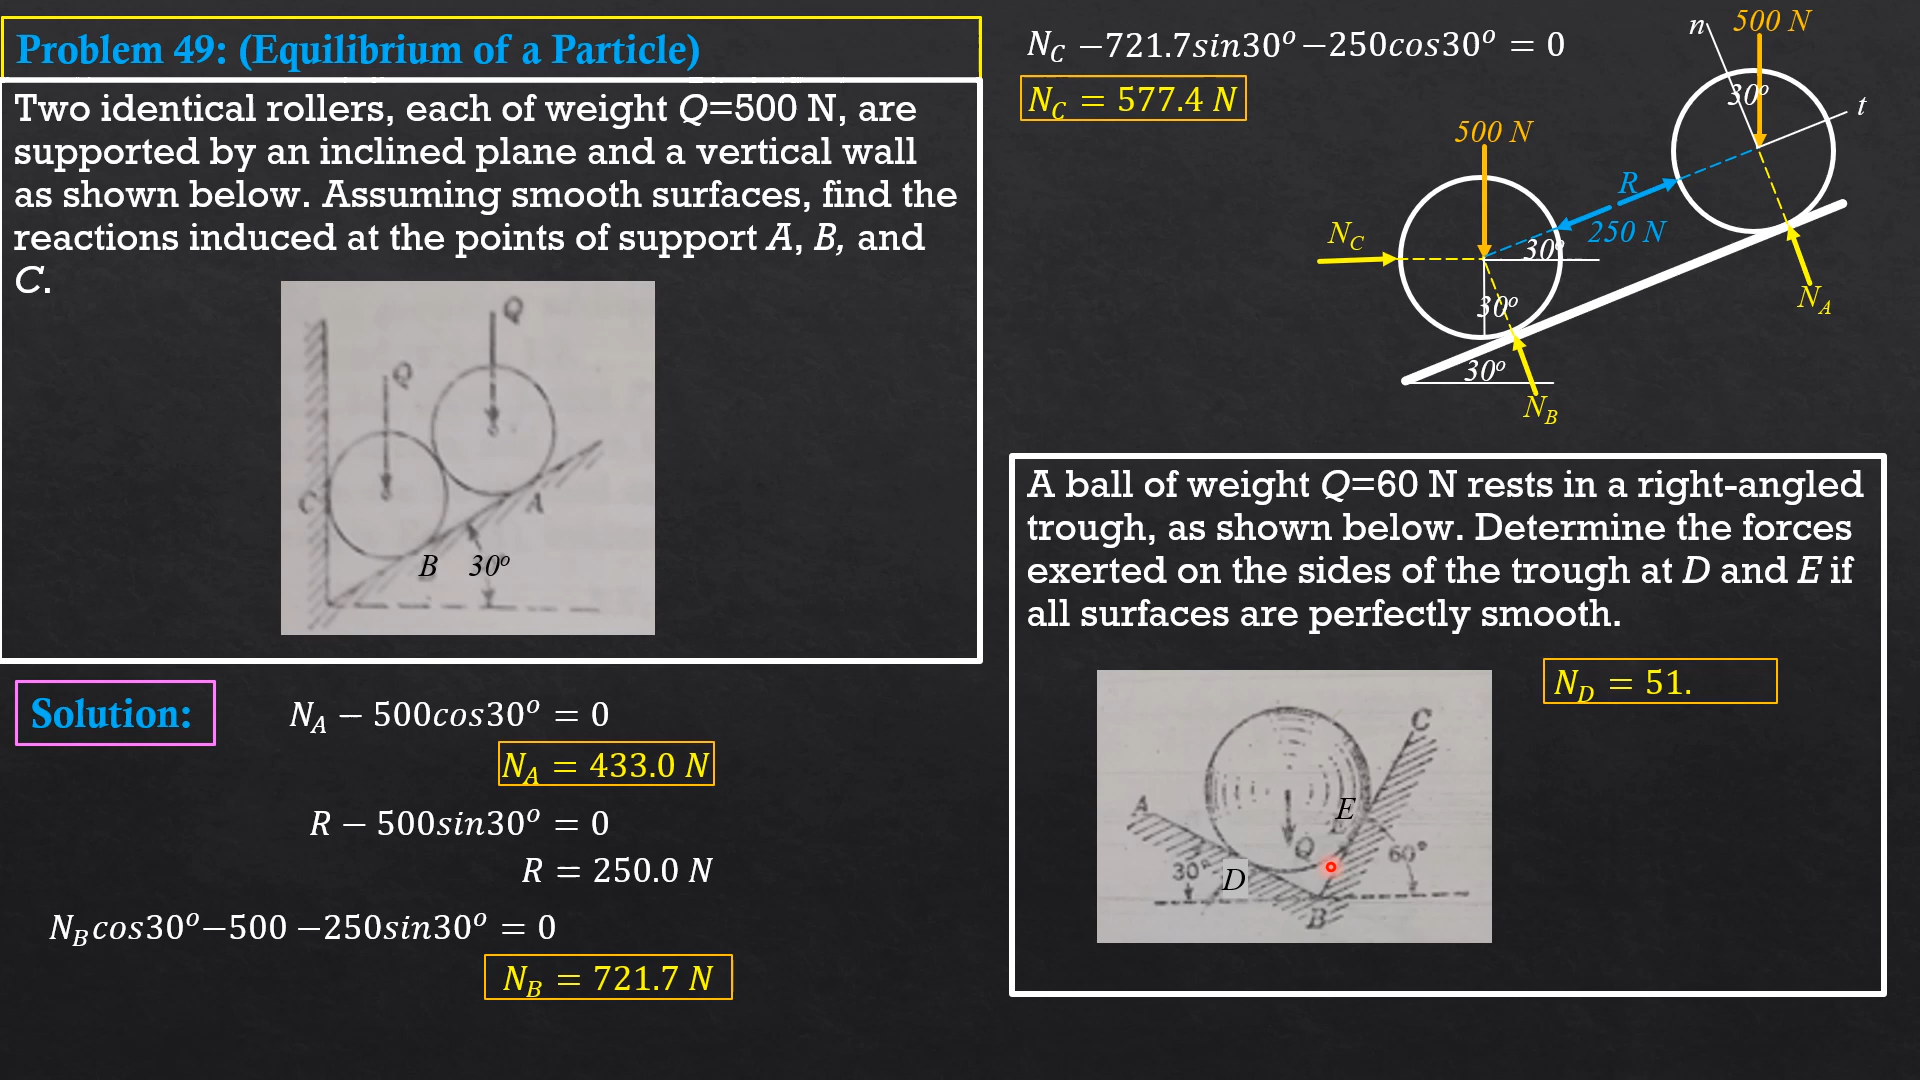 Problem 49: (Equilibrium of a Particle)
Two identical rollers, each of weight Q=500 N, are
supported by an inclined plane and a vertical wall
as shown below. Assuming smooth surfaces, find the
reactions induced at the points of support A, B, and
C.
Q
Q
C
A
B 30°
Solution:
N_A − 500cos30° = 0
N_A = 433.0 N
R − 500sin30° = 0
R = 250.0 N
N_B cos30° −500 −250sin30° = 0
N_B = 721.7 N
N_C −721.7sin30° −250cos30° = 0
N_C = 577.4 N
n
500 N
30°
t
500 N
R
N_C
250 N
30°
30°
N_A
30°
N_B
A ball of weight Q=60 N rests in a right-angled
trough, as shown below. Determine the forces
exerted on the sides of the trough at D and E if
all surfaces are perfectly smooth.
N_D = 51.
C
A
E
Q
60°
30°
D
B